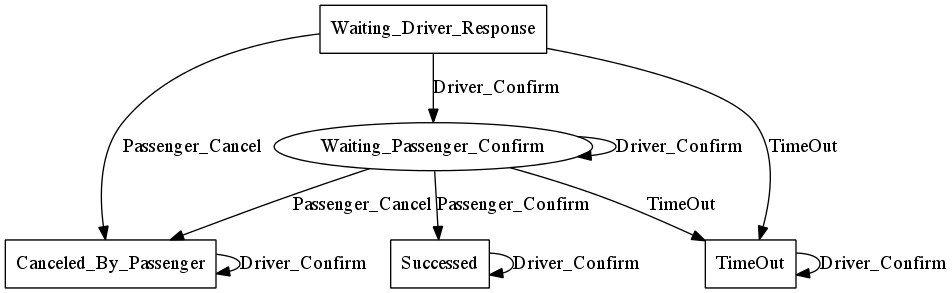 Waiting_Driver_Response
Driver_Confirm
Passenger_Cancel
TimeOut
Waiting_Passenger_Confirm
Driver_Confirm
Passenger_Cancel
Passenger_Confirm
TimeOut
Canceled_By_Passenger
Driver_Confirm
Successed
Driver_Confirm
TimeOut
Driver_Confirm